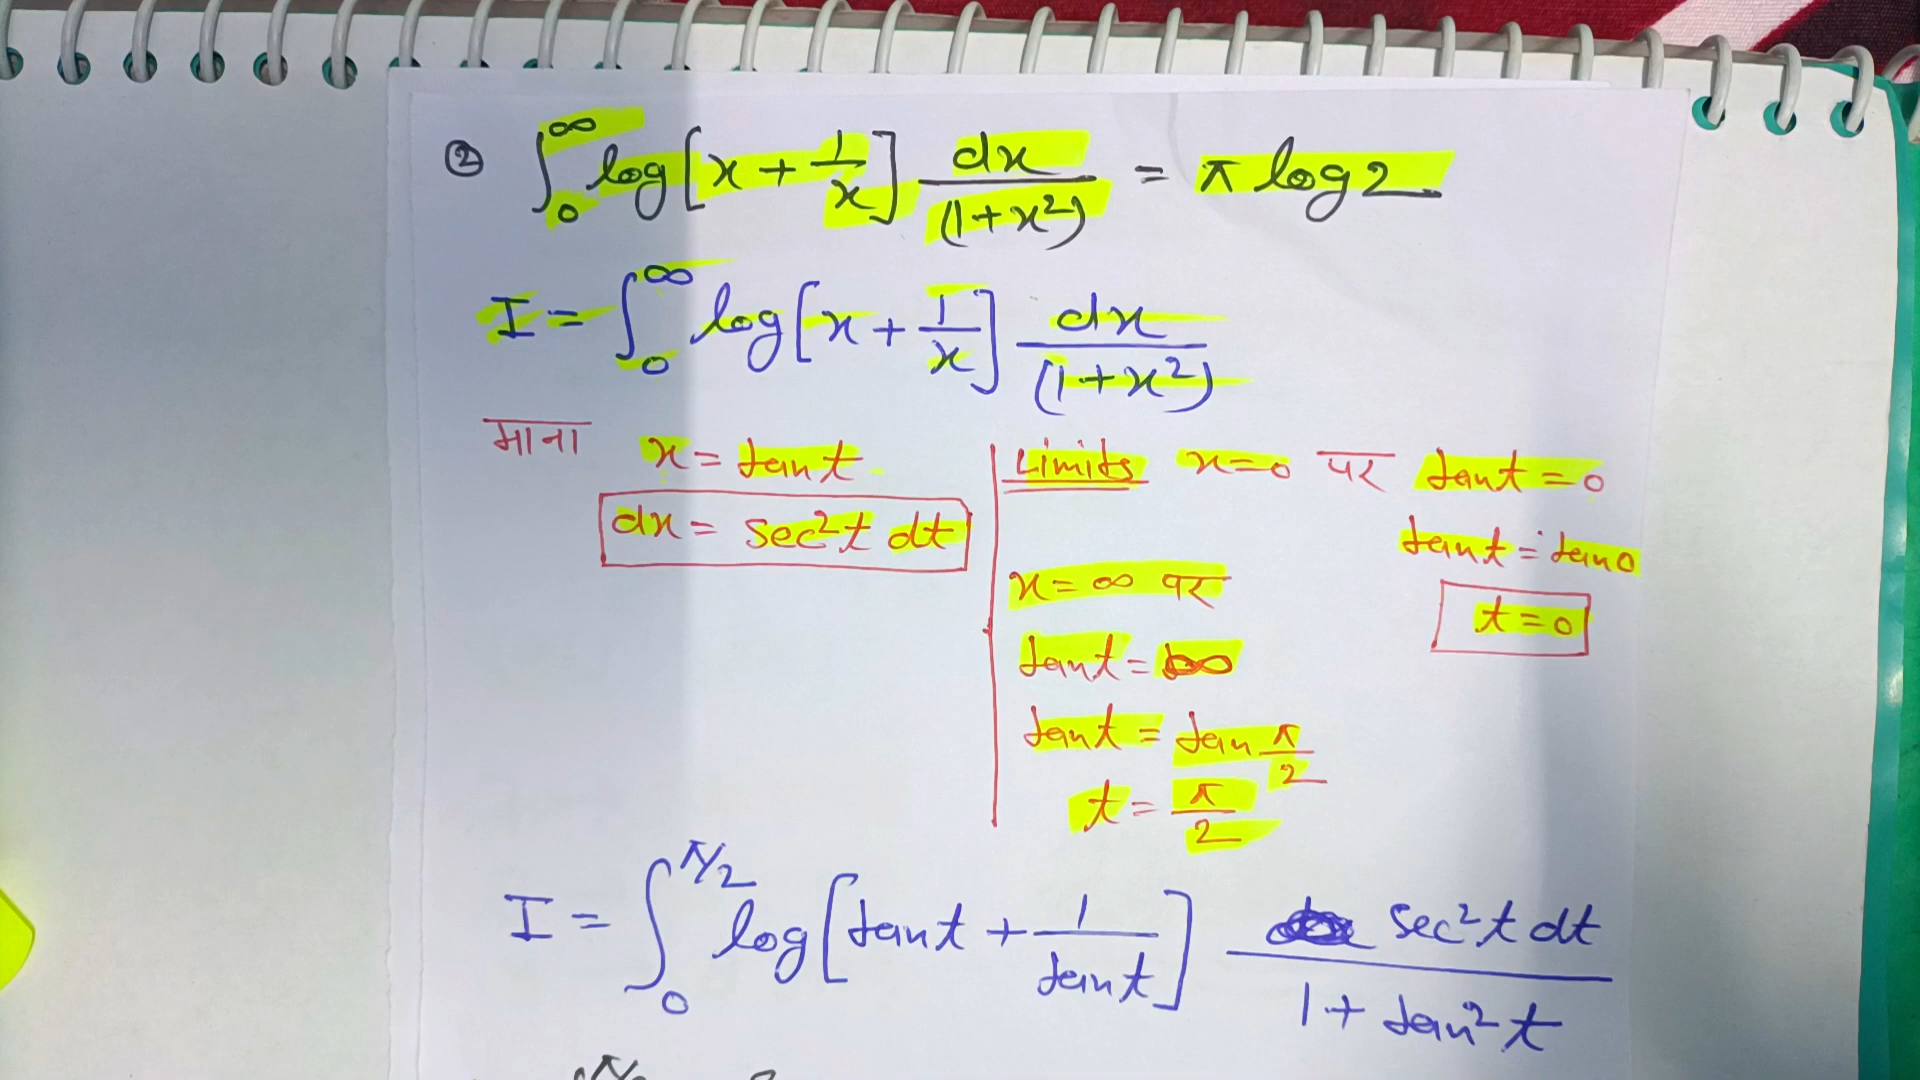 ② ∫₀^∞ log[x + 1/x] dx/(1+x²) = π log 2
I = ∫₀^∞ log[x + 1/x] dx/(1+x²)
माना x = tan t
dx = sec²t dt
Limits x=0 पर tan t = 0
tan t = tan 0
t = 0
x = ∞ पर
tan t = ∞
tan t = tan π/2
t = π/2
I = ∫₀^π/2 log[tan t + 1/tan t] sec²t dt/1 + tan²t